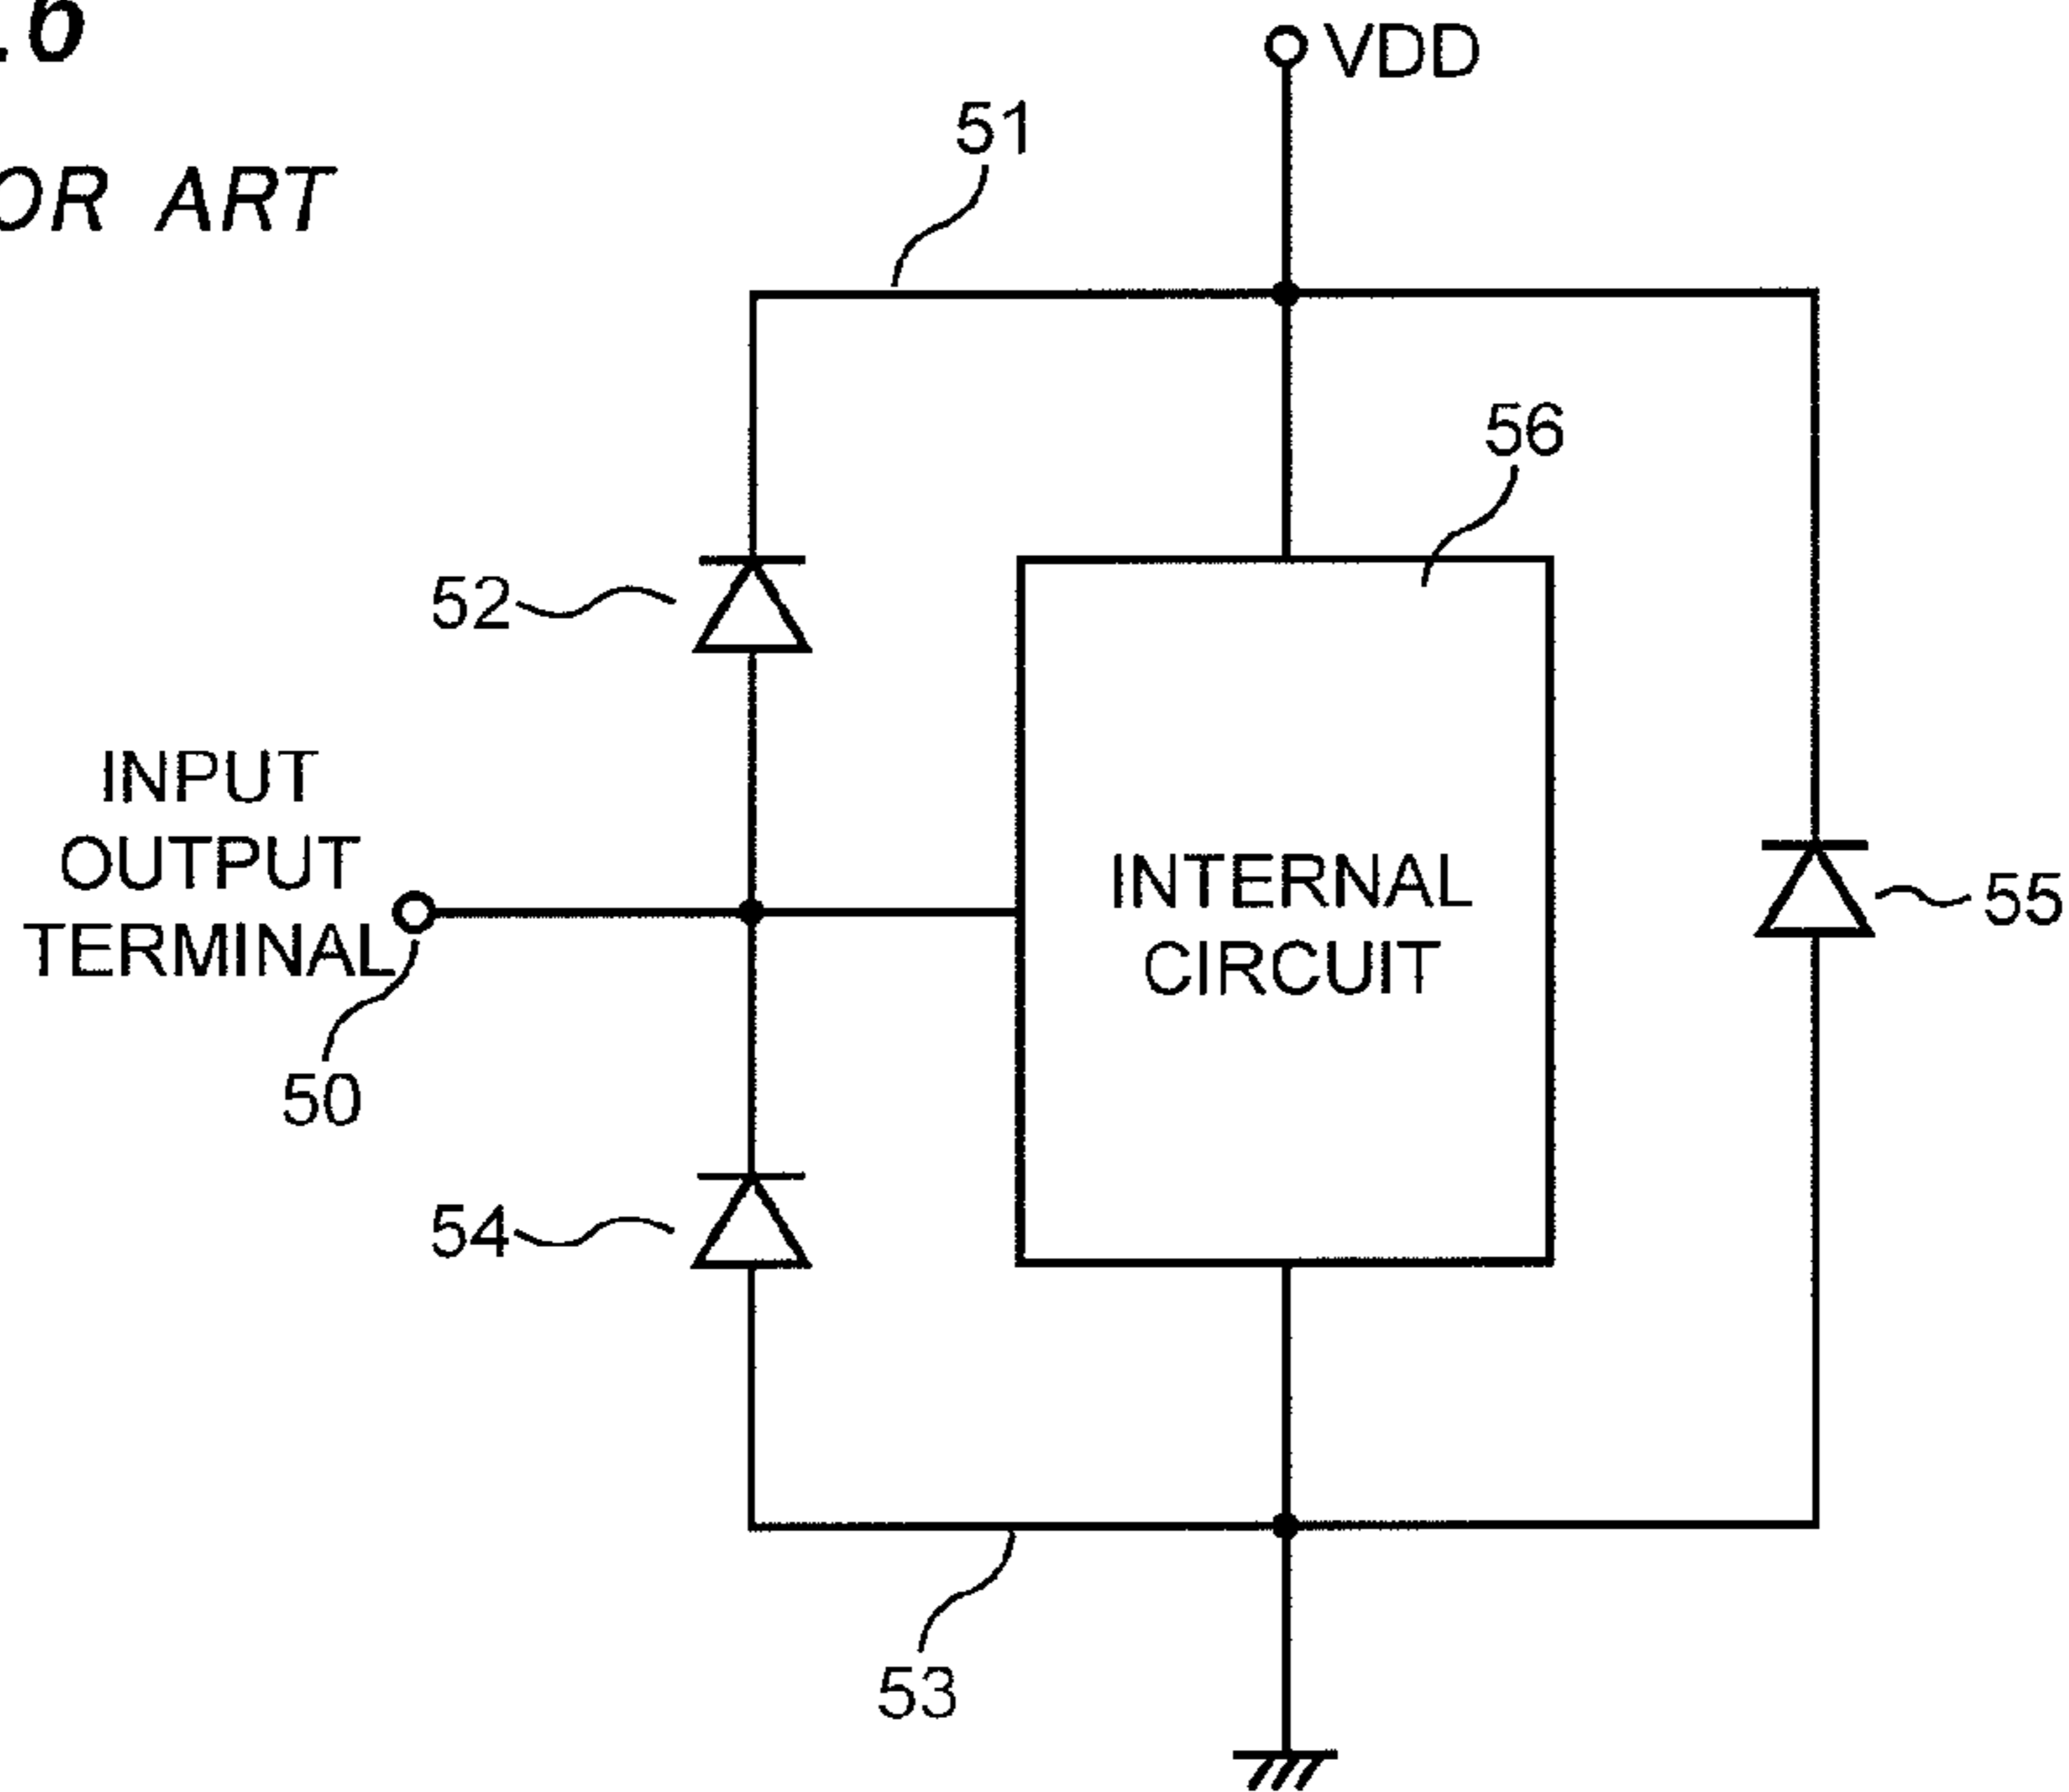 .6
OR ART
VDD
51
56
52
INPUT
OUTPUT
TERMINAL
INTERNAL
CIRCUIT
55
50
54
53